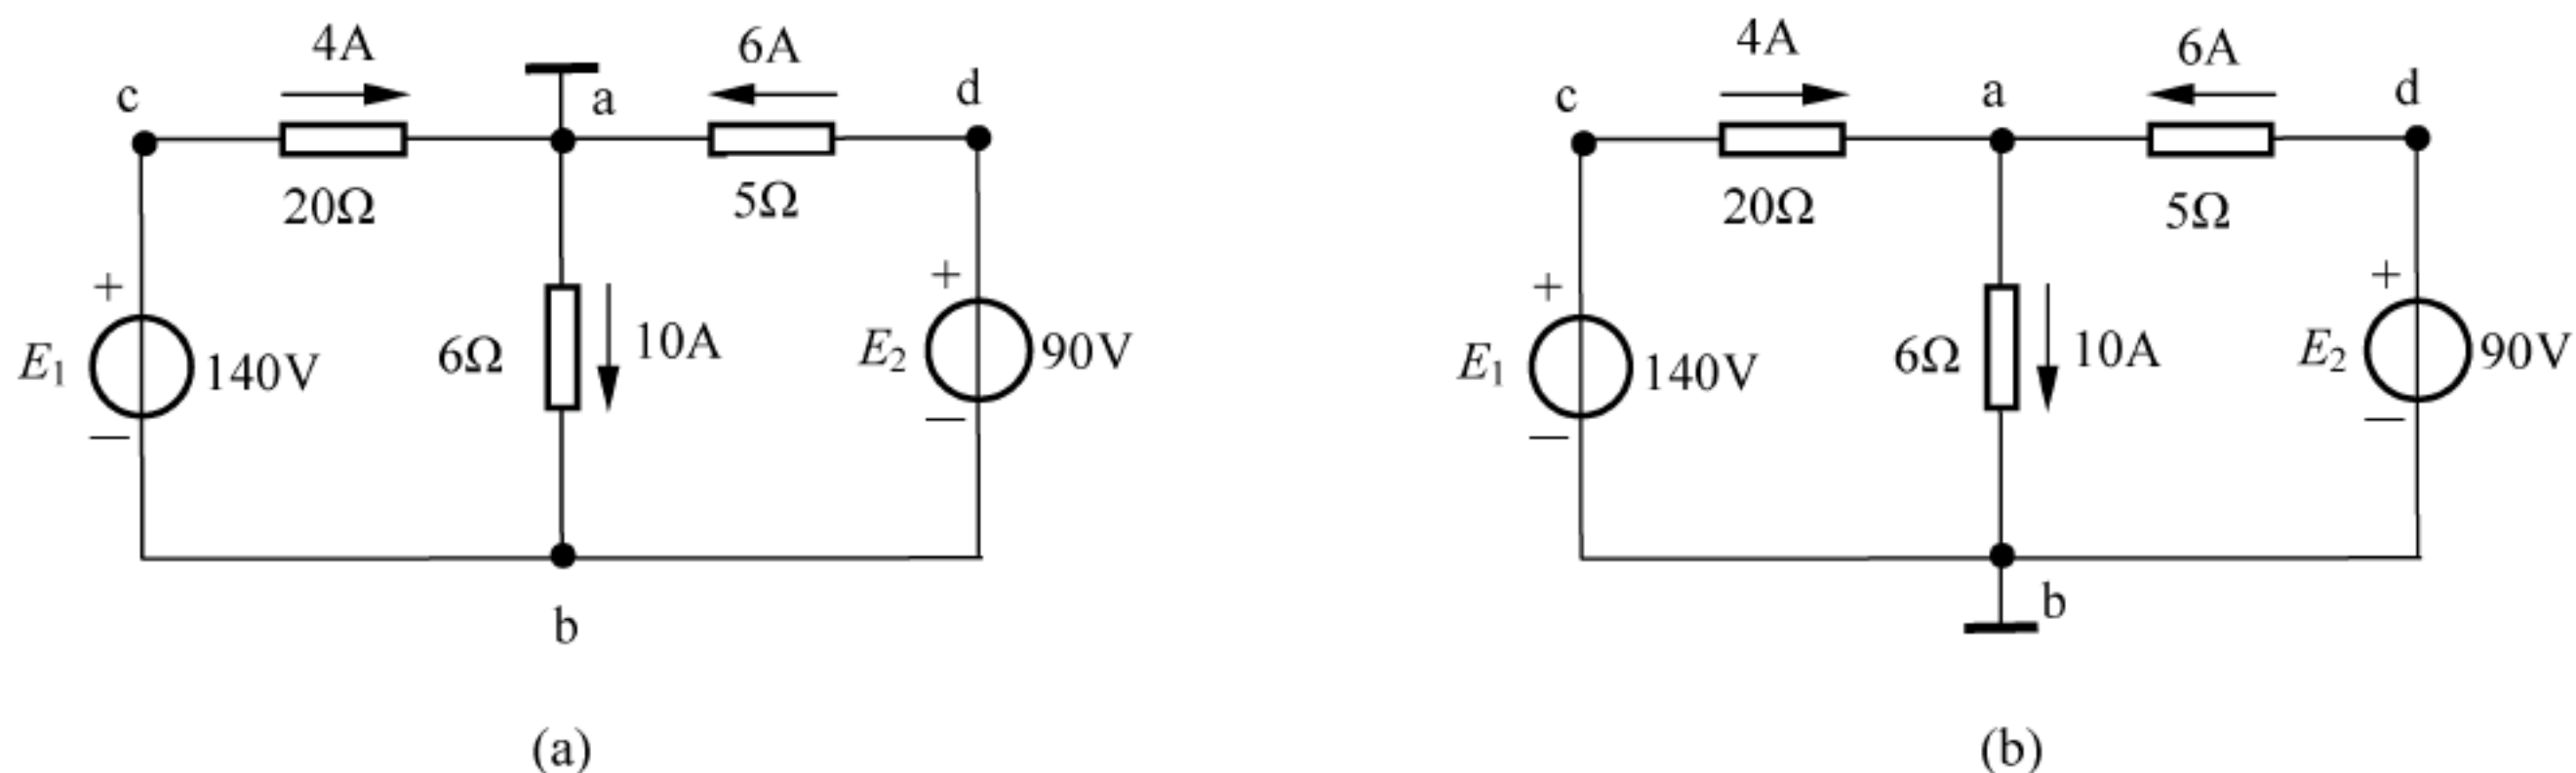 4A 6A 4A 6A
c a d c a d
20Ω 5Ω 20Ω 5Ω
+ + + +
E1 140V 6Ω 10A E2 90V E1 140V 6Ω 10A E2 90V
— — — —
b b
(a) (b)